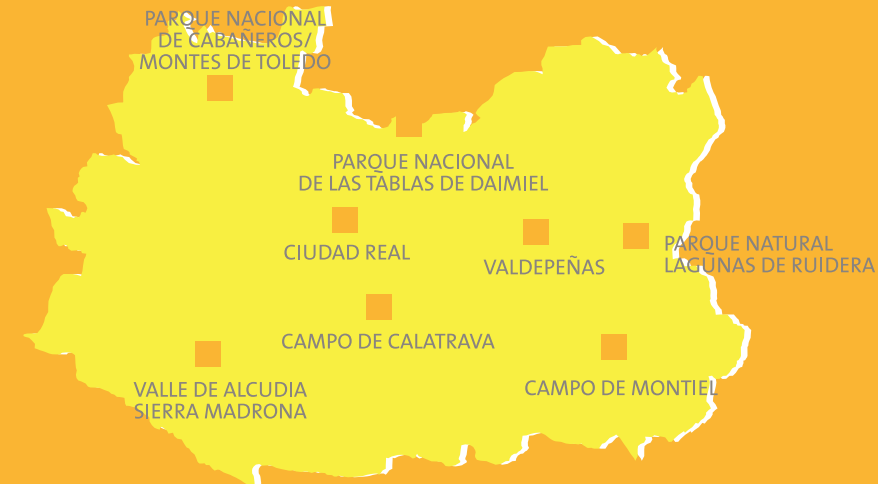 PARQUE NACIONAL
DE CABAÑEROS/
MONTES DE TOLEDO
PARQUE NACIONAL
DE LAS TABLAS DE DAIMIEL
CIUDAD REAL
VALDEPEÑAS
PARQUE NATURAL
LAGUNAS DE RUIDERA
CAMPO DE CALATRAVA
VALLE DE ALCUDIA
SIERRA MADRONA
CAMPO DE MONTIEL